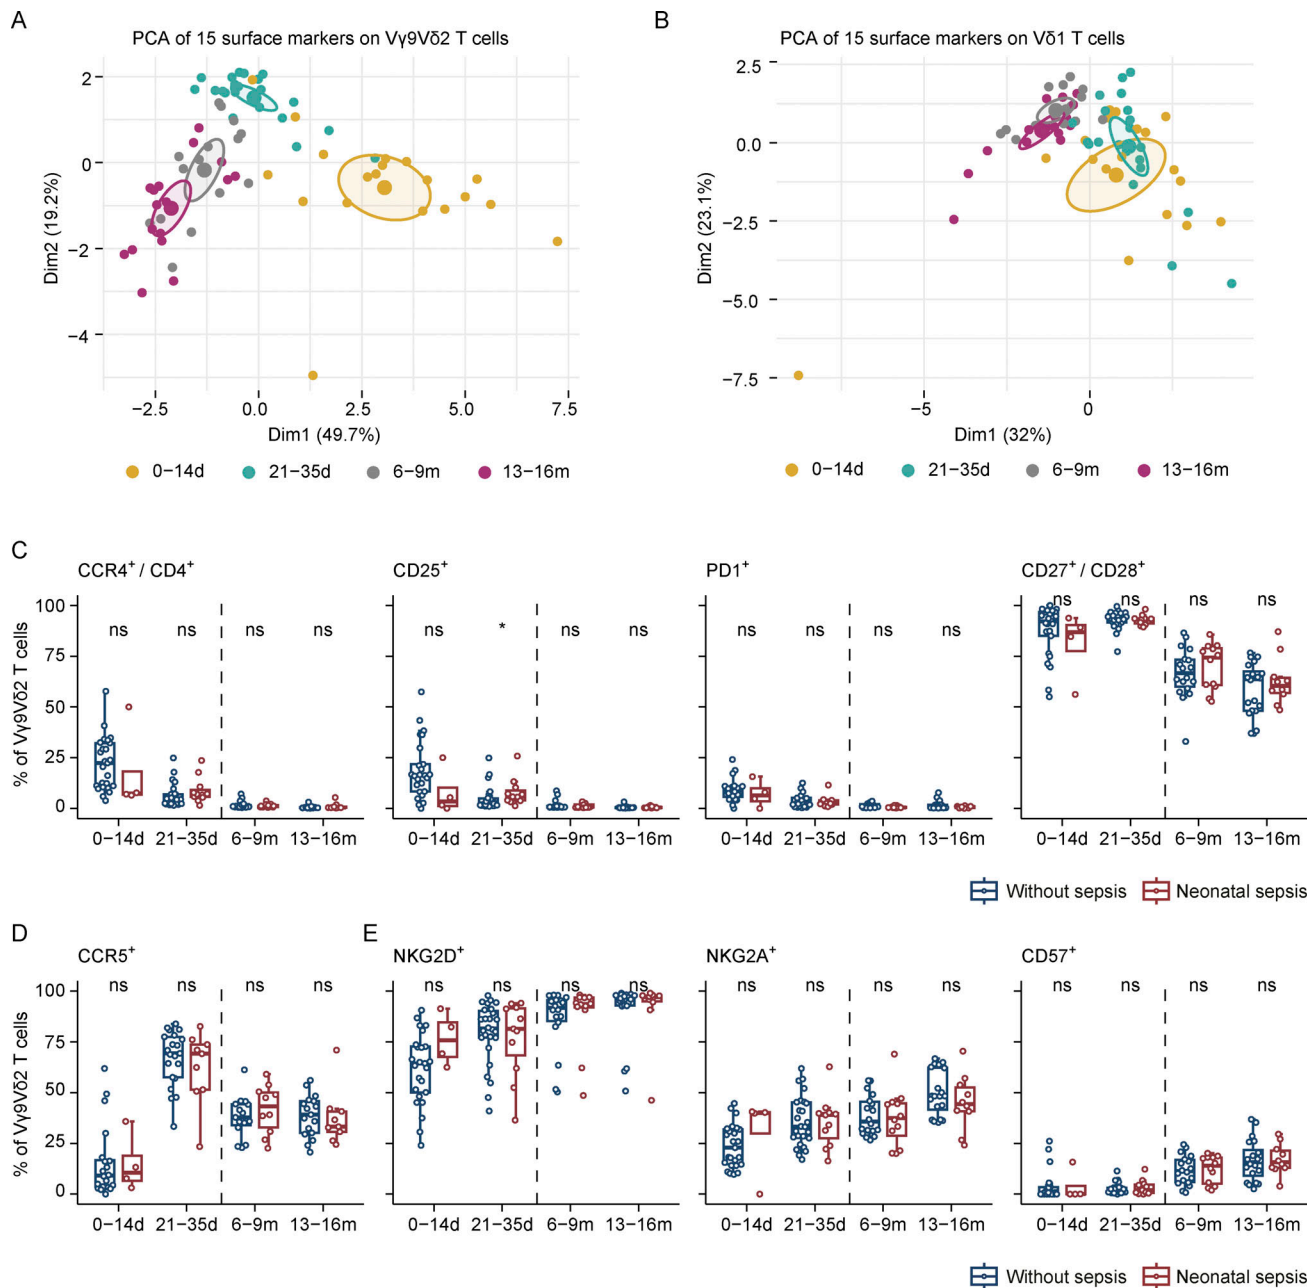 A
B
PCA of 15 surface markers on Vγ9Vδ2 T cells
PCA of 15 surface markers on Vδ1 T cells
Dim2 (19.2%)
2
0
−2
−4
−2.5
0.0
2.5
5.0
7.5
Dim1 (49.7%)
0−14d
21−35d
6−9m
13−16m
Dim2 (23.1%)
2.5
0.0
−2.5
−5.0
−7.5
−5
0
Dim1 (32%)
0−14d
21−35d
6−9m
13−16m
C
CCR4+ / CD4+
CD25+
PD1+
CD27+ / CD28+
% of Vγ9Vδ2 T cells
100
75
50
25
0
ns ns ns ns
ns * ns ns
ns ns ns ns
ns ns ns ns
0−14d 21−35d 6−9m 13−16m
0−14d 21−35d 6−9m 13−16m
0−14d 21−35d 6−9m 13−16m
0−14d 21−35d 6−9m 13−16m
Without sepsis
Neonatal sepsis
D
E
CCR5+
NKG2D+
NKG2A+
CD57+
% of Vγ9Vδ2 T cells
100
75
50
25
0
ns ns ns ns
ns ns ns ns
ns ns ns ns
ns ns ns ns
0−14d 21−35d 6−9m 13−16m
0−14d 21−35d 6−9m 13−16m
0−14d 21−35d 6−9m 13−16m
0−14d 21−35d 6−9m 13−16m
Without sepsis
Neonatal sepsis